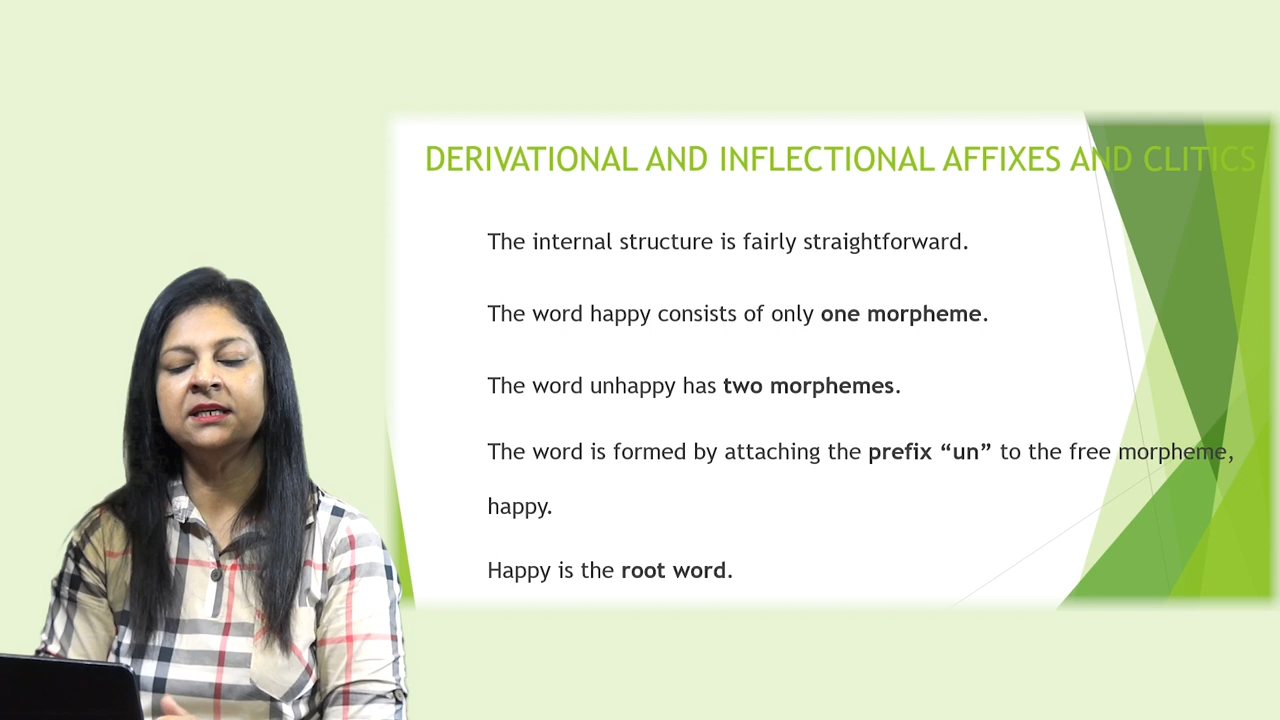 DERIVATIONAL AND INFLECTIONAL AFFIXES AND CLITICS
The internal structure is fairly straightforward.
The word happy consists of only one morpheme.
The word unhappy has two morphemes.
The word is formed by attaching the prefix “un” to the free morpheme,
happy.
Happy is the root word.